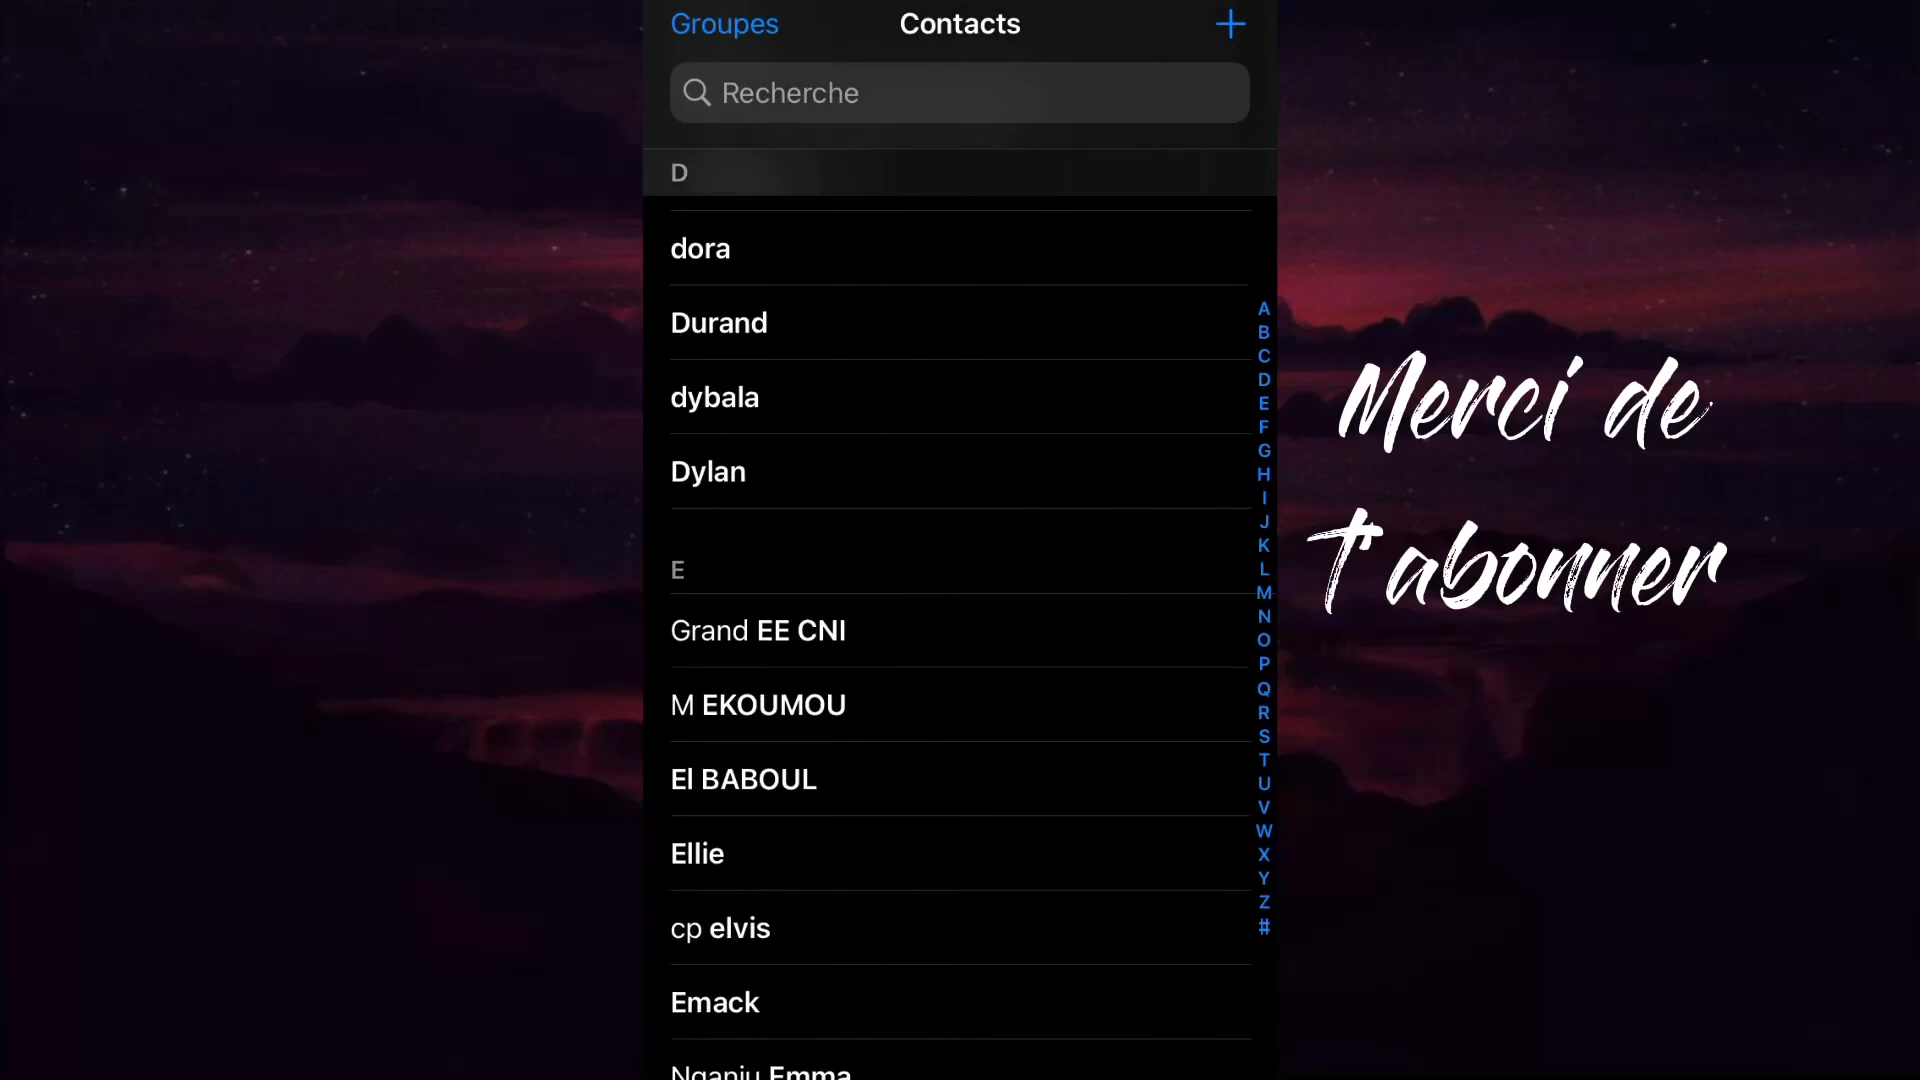 Groupes
Contacts
Recherche
D
dora
Durand
dybala
Dylan
E
Grand EE CNI
M EKOUMOU
El BABOUL
Ellie
cp elvis
Emack
Emma
A
B
C
D
E
F
G
H
I
J
K
L
M
N
O
P
Q
R
S
T
U
V
W
X
Y
Z
#
Merci de
T'abonner